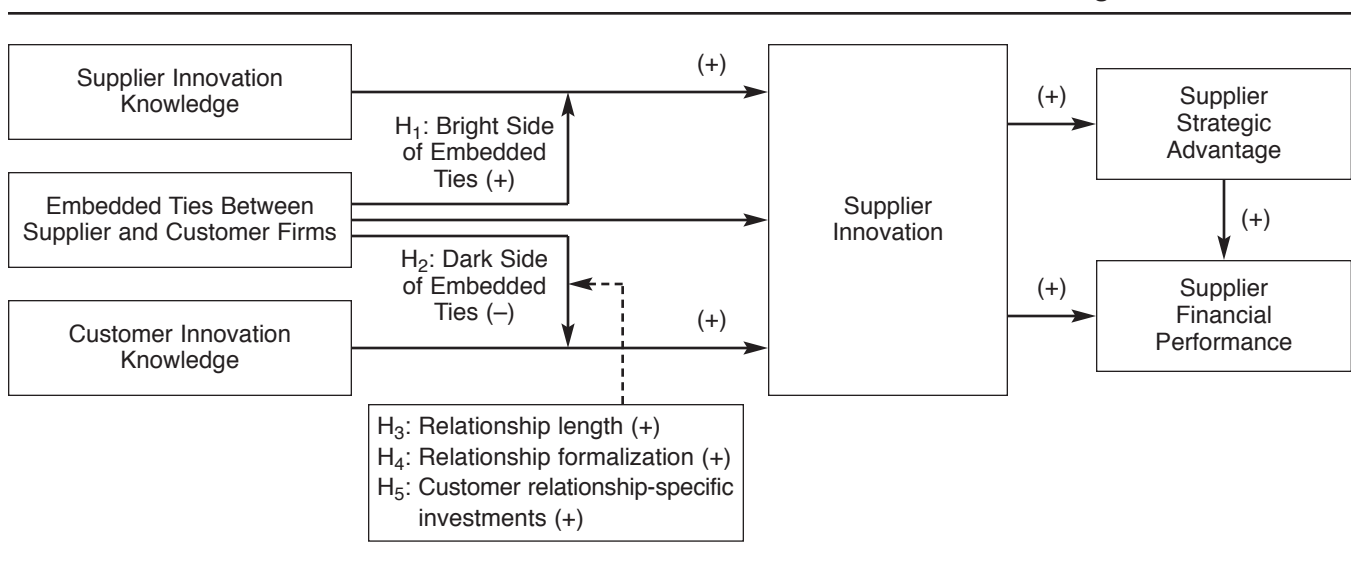 Supplier Innovation
Knowledge
(+)
H₁: Bright Side
of Embedded
Ties (+)
Embedded Ties Between
Supplier and Customer Firms
H₂: Dark Side
of Embedded
Ties (–)
Customer Innovation
Knowledge
(+)
H₃: Relationship length (+)
H₄: Relationship formalization (+)
H₅: Customer relationship-specific
investments (+)
Supplier
Innovation
(+)
Supplier
Strategic
Advantage
(+)
(+)
Supplier
Financial
Performance